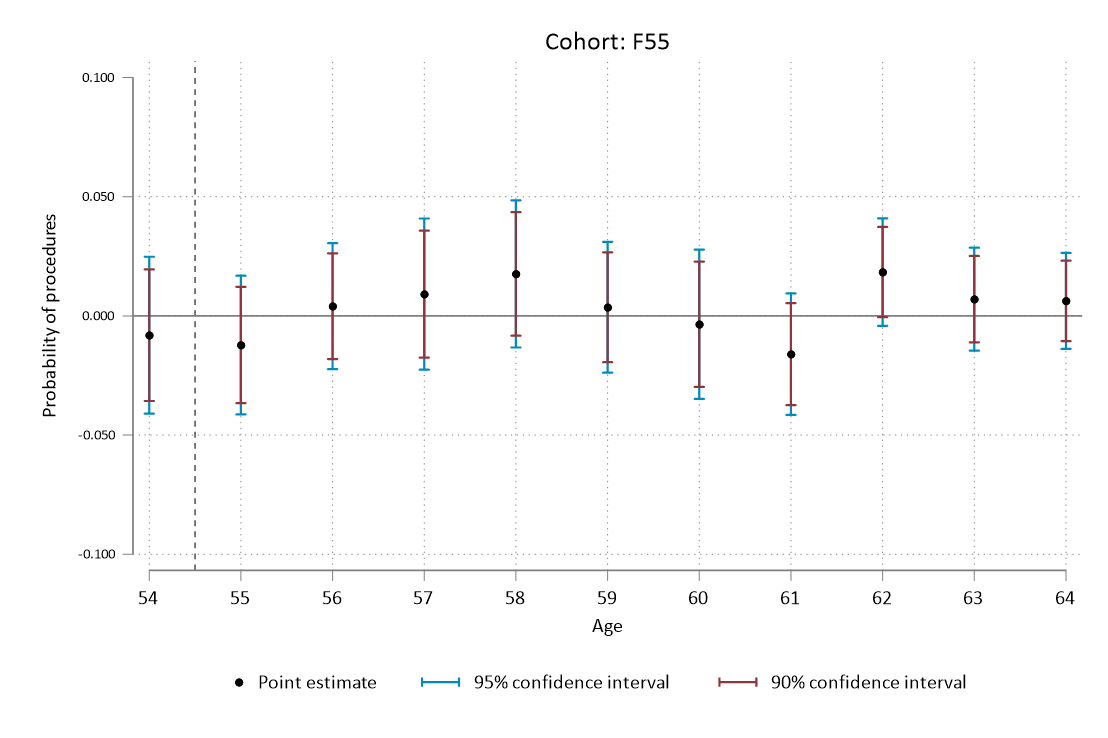 Cohort: F55
0.100
0.050
0.000
-0.050
-0.100
Probability of procedures
54 55 56 57 58 59 60 61 62 63 64
Age
Point estimate 95% confidence interval 90% confidence interval